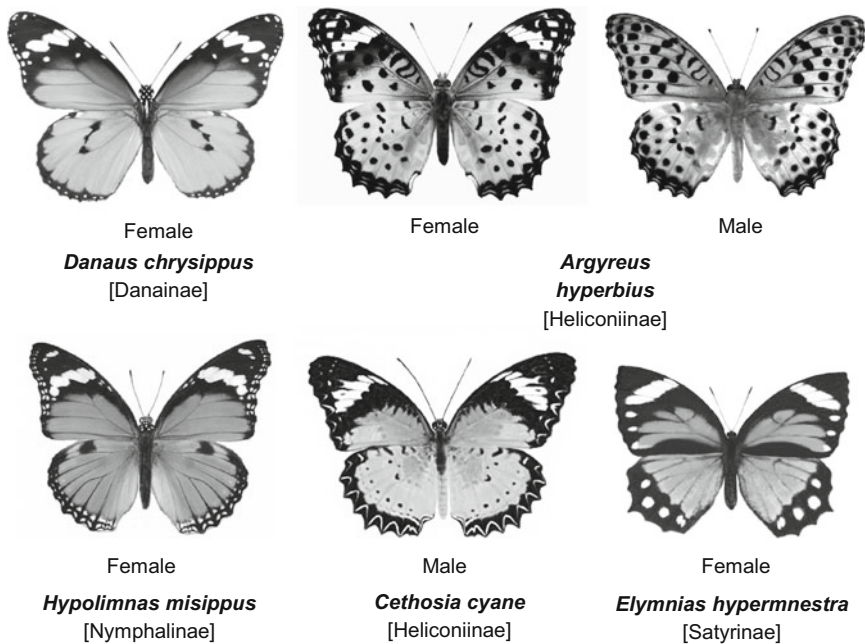 Female
Female
Male
Danaus chrysippus
[Danainae]
Argyreus
hyperbius
[Heliconiinae]
Female
Male
Female
Hypolimnas misippus
[Nymphalinae]
Cethosia cyane
[Heliconiinae]
Elymnias hypermnestra
[Satyrinae]